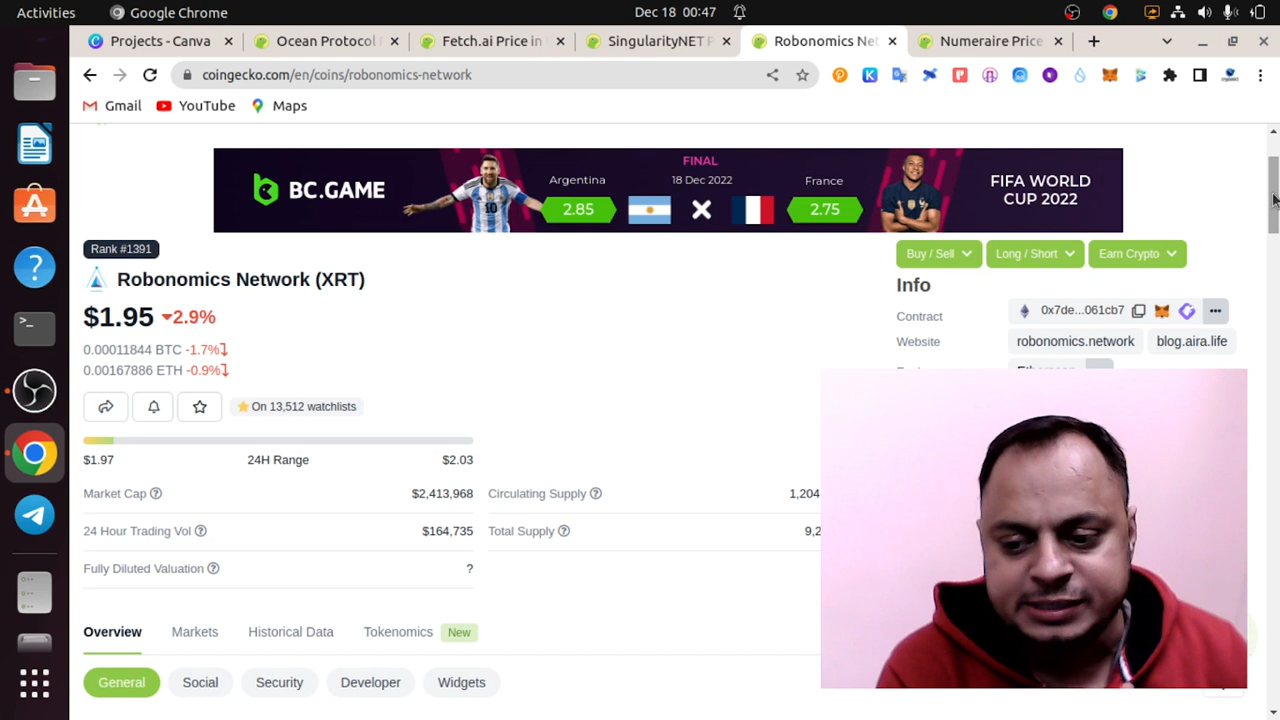 Activities
Google Chrome
Dec 18 00:47
Projects - Canva
Ocean Protocol
Fetch.ai Price in
SingularityNET P
Robonomics Net
Numeraire Price
coingecko.com/en/coins/robonomics-network
Gmail
YouTube
Maps
BC.GAME
FINAL
Argentina
18 Dec 2022
France
2.85
2.75
FIFA WORLD
CUP 2022
Rank #1391
Buy / Sell
Long / Short
Earn Crypto
Robonomics Network (XRT)
Info
$1.95
2.9%
Contract
0x7de...061cb7
Website
robonomics.network
blog.aira.life
0.00011844 BTC -1.7%
0.00167886 ETH -0.9%
On 13,512 watchlists
$1.97
24H Range
$2.03
Market Cap
$2,413,968
Circulating Supply
1,204
24 Hour Trading Vol
$164,735
Total Supply
9,2
Fully Diluted Valuation
?
Overview
Markets
Historical Data
Tokenomics
New
General
Social
Security
Developer
Widgets